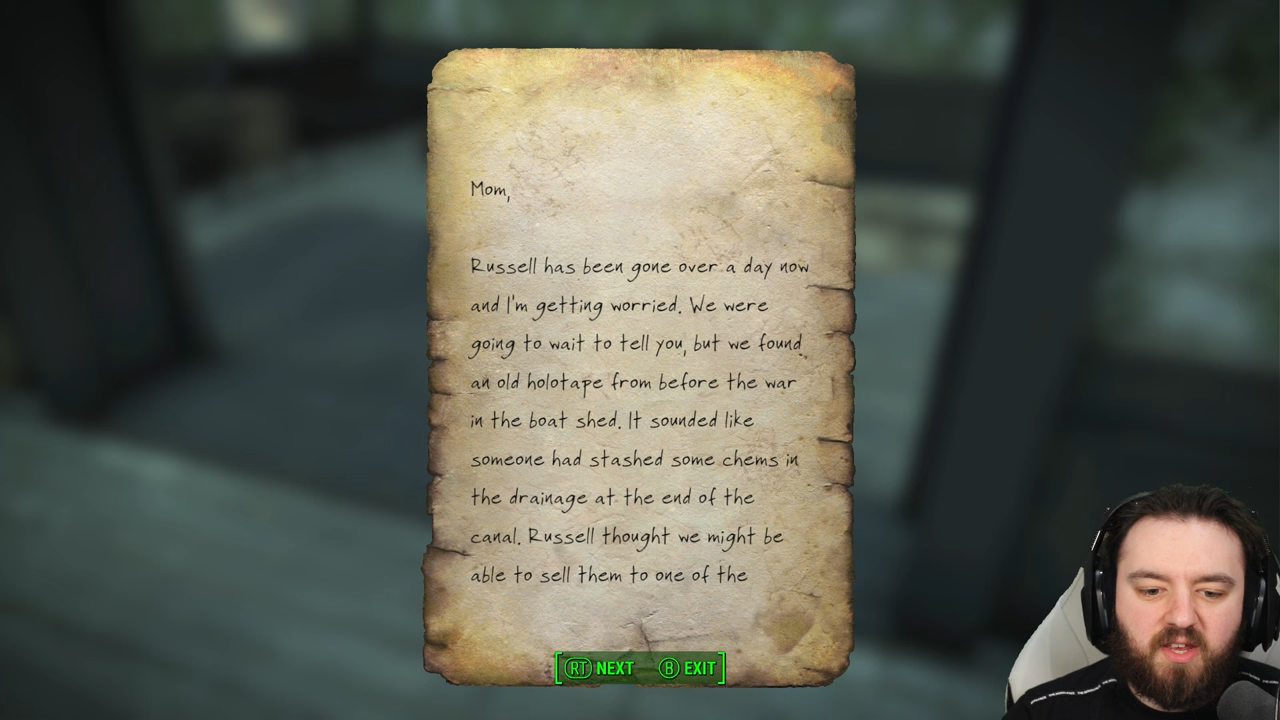 Mom,
Russell has been gone over a day now
and I'm getting worried. We were
going to wait to tell you, but we found
an old holotape from before the war
in the boat shed. It sounded like
someone had stashed some chems in
the drainage at the end of the
canal. Russell thought we might be
able to sell them to one of the
RT NEXT B EXIT